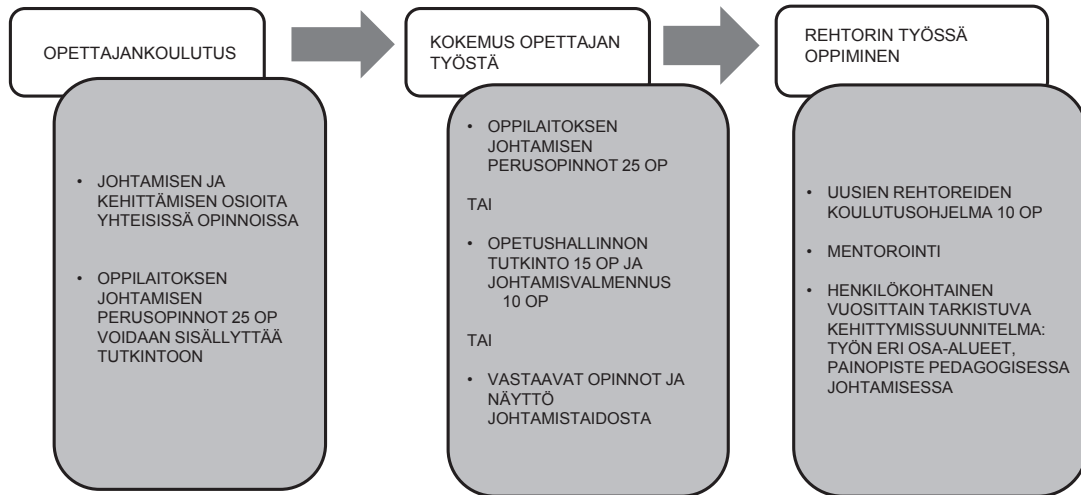 OPETTAJANKOULUTUS
• JOHTAMISEN JA
KEHITTÄMISEN OSIOITA
YHTEISISSÄ OPINNOISSA
• OPPILAITOKSEN
JOHTAMISEN
PERUSOPINNOT 25 OP
VOIDAAN SISÄLLYTTÄÄ
TUTKINTOON
KOKEMUS OPETTAJAN
TYÖSTÄ
• OPPILAITOKSEN
JOHTAMISEN
PERUSOPINNOT 25 OP
TAI
• OPETUSHALLINNON
TUTKINTO 15 OP JA
JOHTAMISVALMENNUS
10 OP
TAI
• VASTAAVAT OPINNOT JA
NÄYTTÖ
JOHTAMISTAIDOSTA
REHTORIN TYÖSSÄ
OPPIMINEN
• UUSIEN REHTOREIDEN
KOULUTUSOHJELMA 10 OP
• MENTOROINTI
• HENKILÖKOHTAINEN
VUOSITTAIN TARKISTUVA
KEHITTYMISSUUNNITELMA:
TYÖN ERI OSA-ALUEET,
PAINOPISTE PEDAGOGISESSA
JOHTAMISESSA